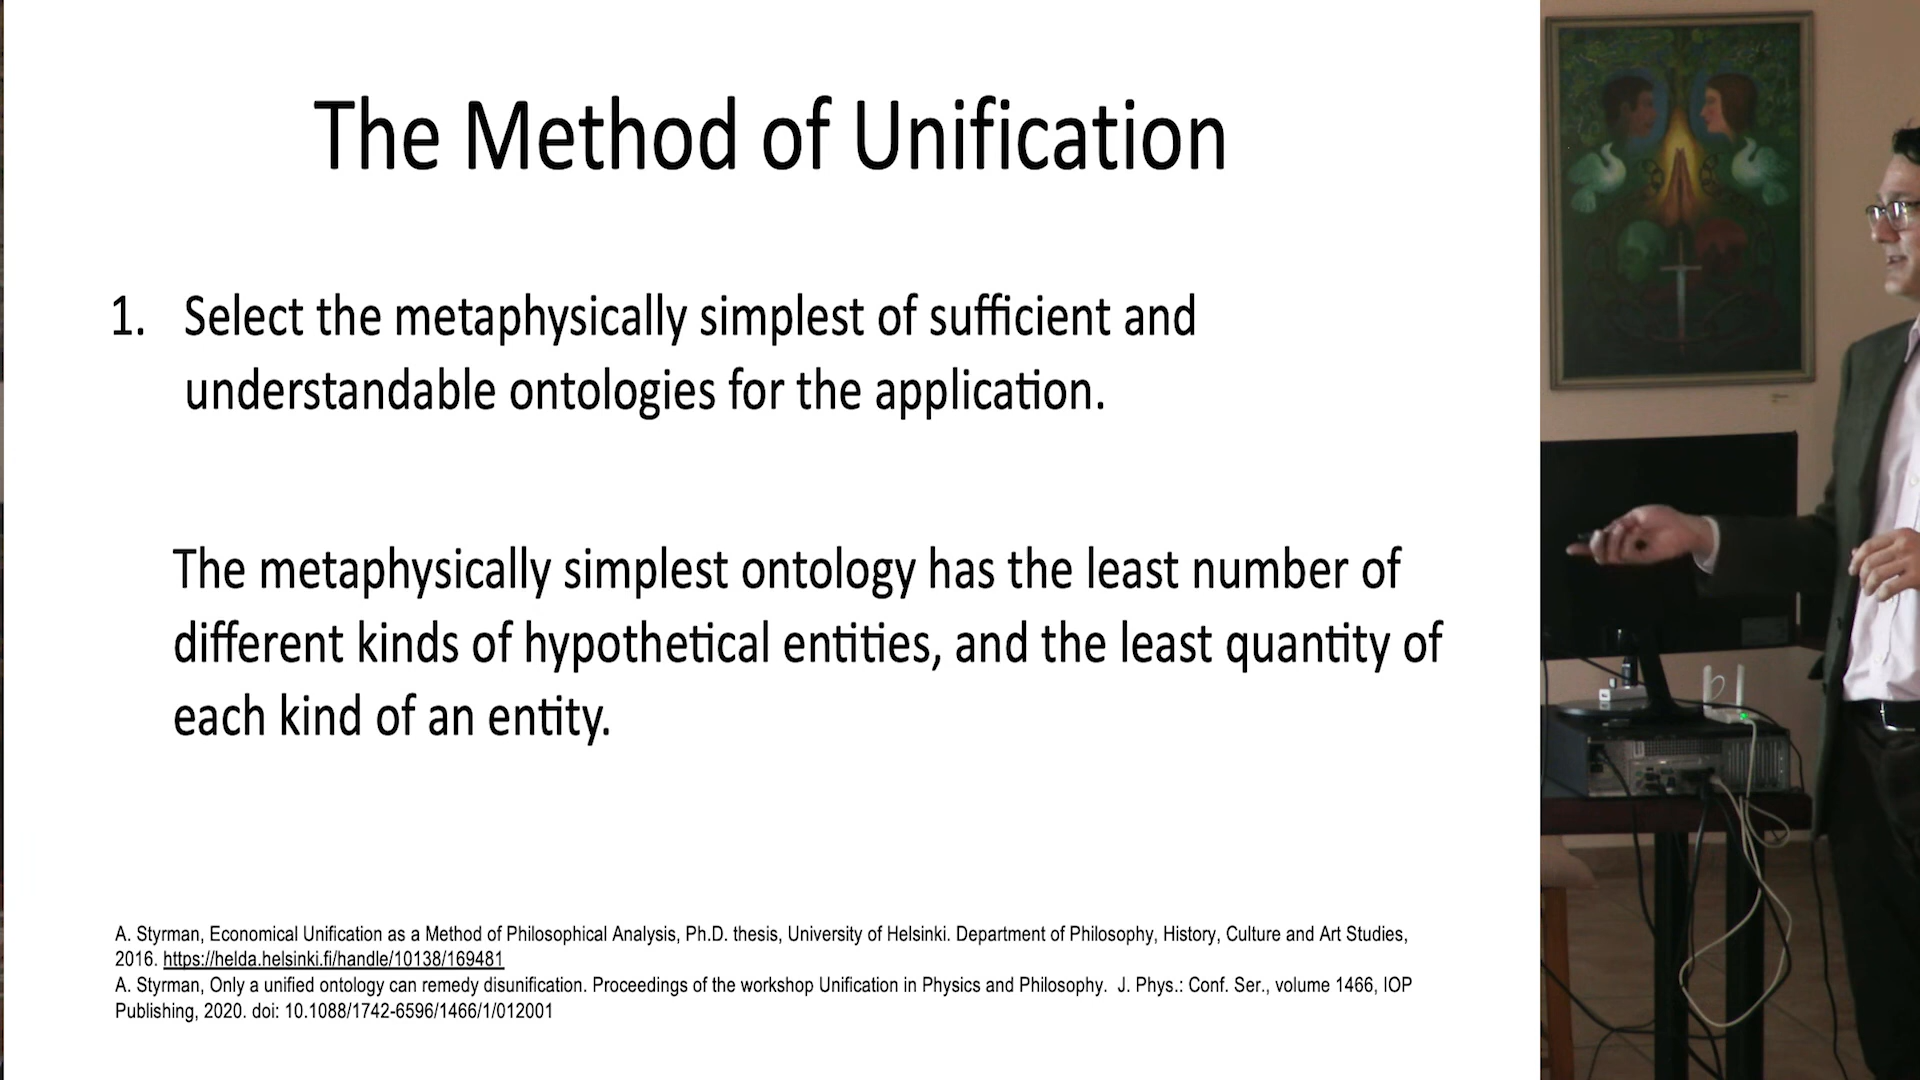 The Method of Unification
1. Select the metaphysically simplest of sufficient and
understandable ontologies for the application.
The metaphysically simplest ontology has the least number of
different kinds of hypothetical entities, and the least quantity of
each kind of an entity.
A. Styrman, Economical Unification as a Method of Philosophical Analysis, Ph.D. thesis, University of Helsinki. Department of Philosophy, History, Culture and Art Studies,
2016. https://helda.helsinki.fi/handle/10138/169481
A. Styrman, Only a unified ontology can remedy disunification. Proceedings of the workshop Unification in Physics and Philosophy. J. Phys.: Conf. Ser., volume 1466, IOP
Publishing, 2020. doi: 10.1088/1742-6596/1466/1/012001